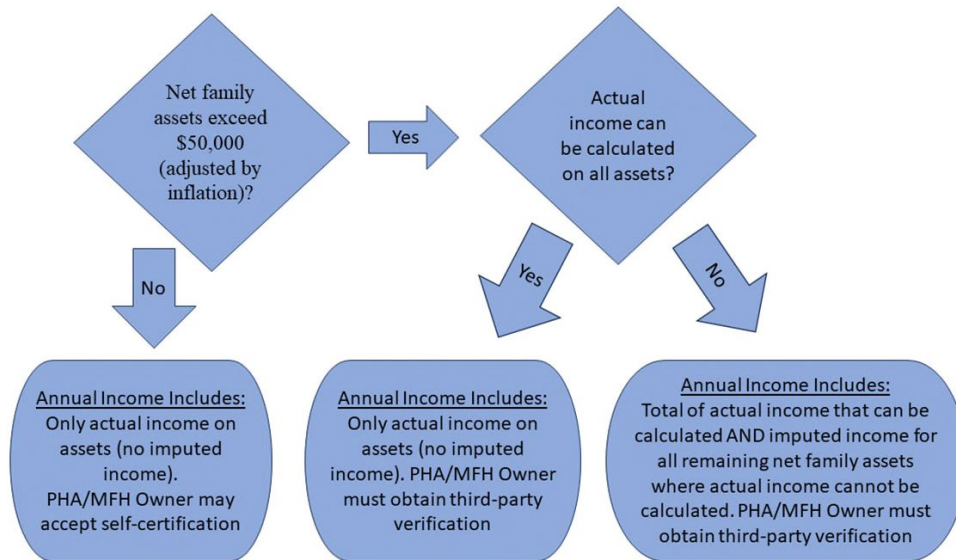 Net family
assets exceed
$50,000
(adjusted by
inflation)?
Yes
Actual
income can
be calculated
on all assets?
No
Yes
No
Annual Income Includes:
Only actual income on
assets (no imputed
income).
PHA/MFH Owner may
accept self-certification
Annual Income Includes:
Only actual income on
assets (no imputed
income). PHA/MFH Owner
must obtain third-party
verification
Annual Income Includes:
Total of actual income that can be
calculated AND imputed income for
all remaining net family assets
where actual income cannot be
calculated. PHA/MFH Owner must
obtain third-party verification